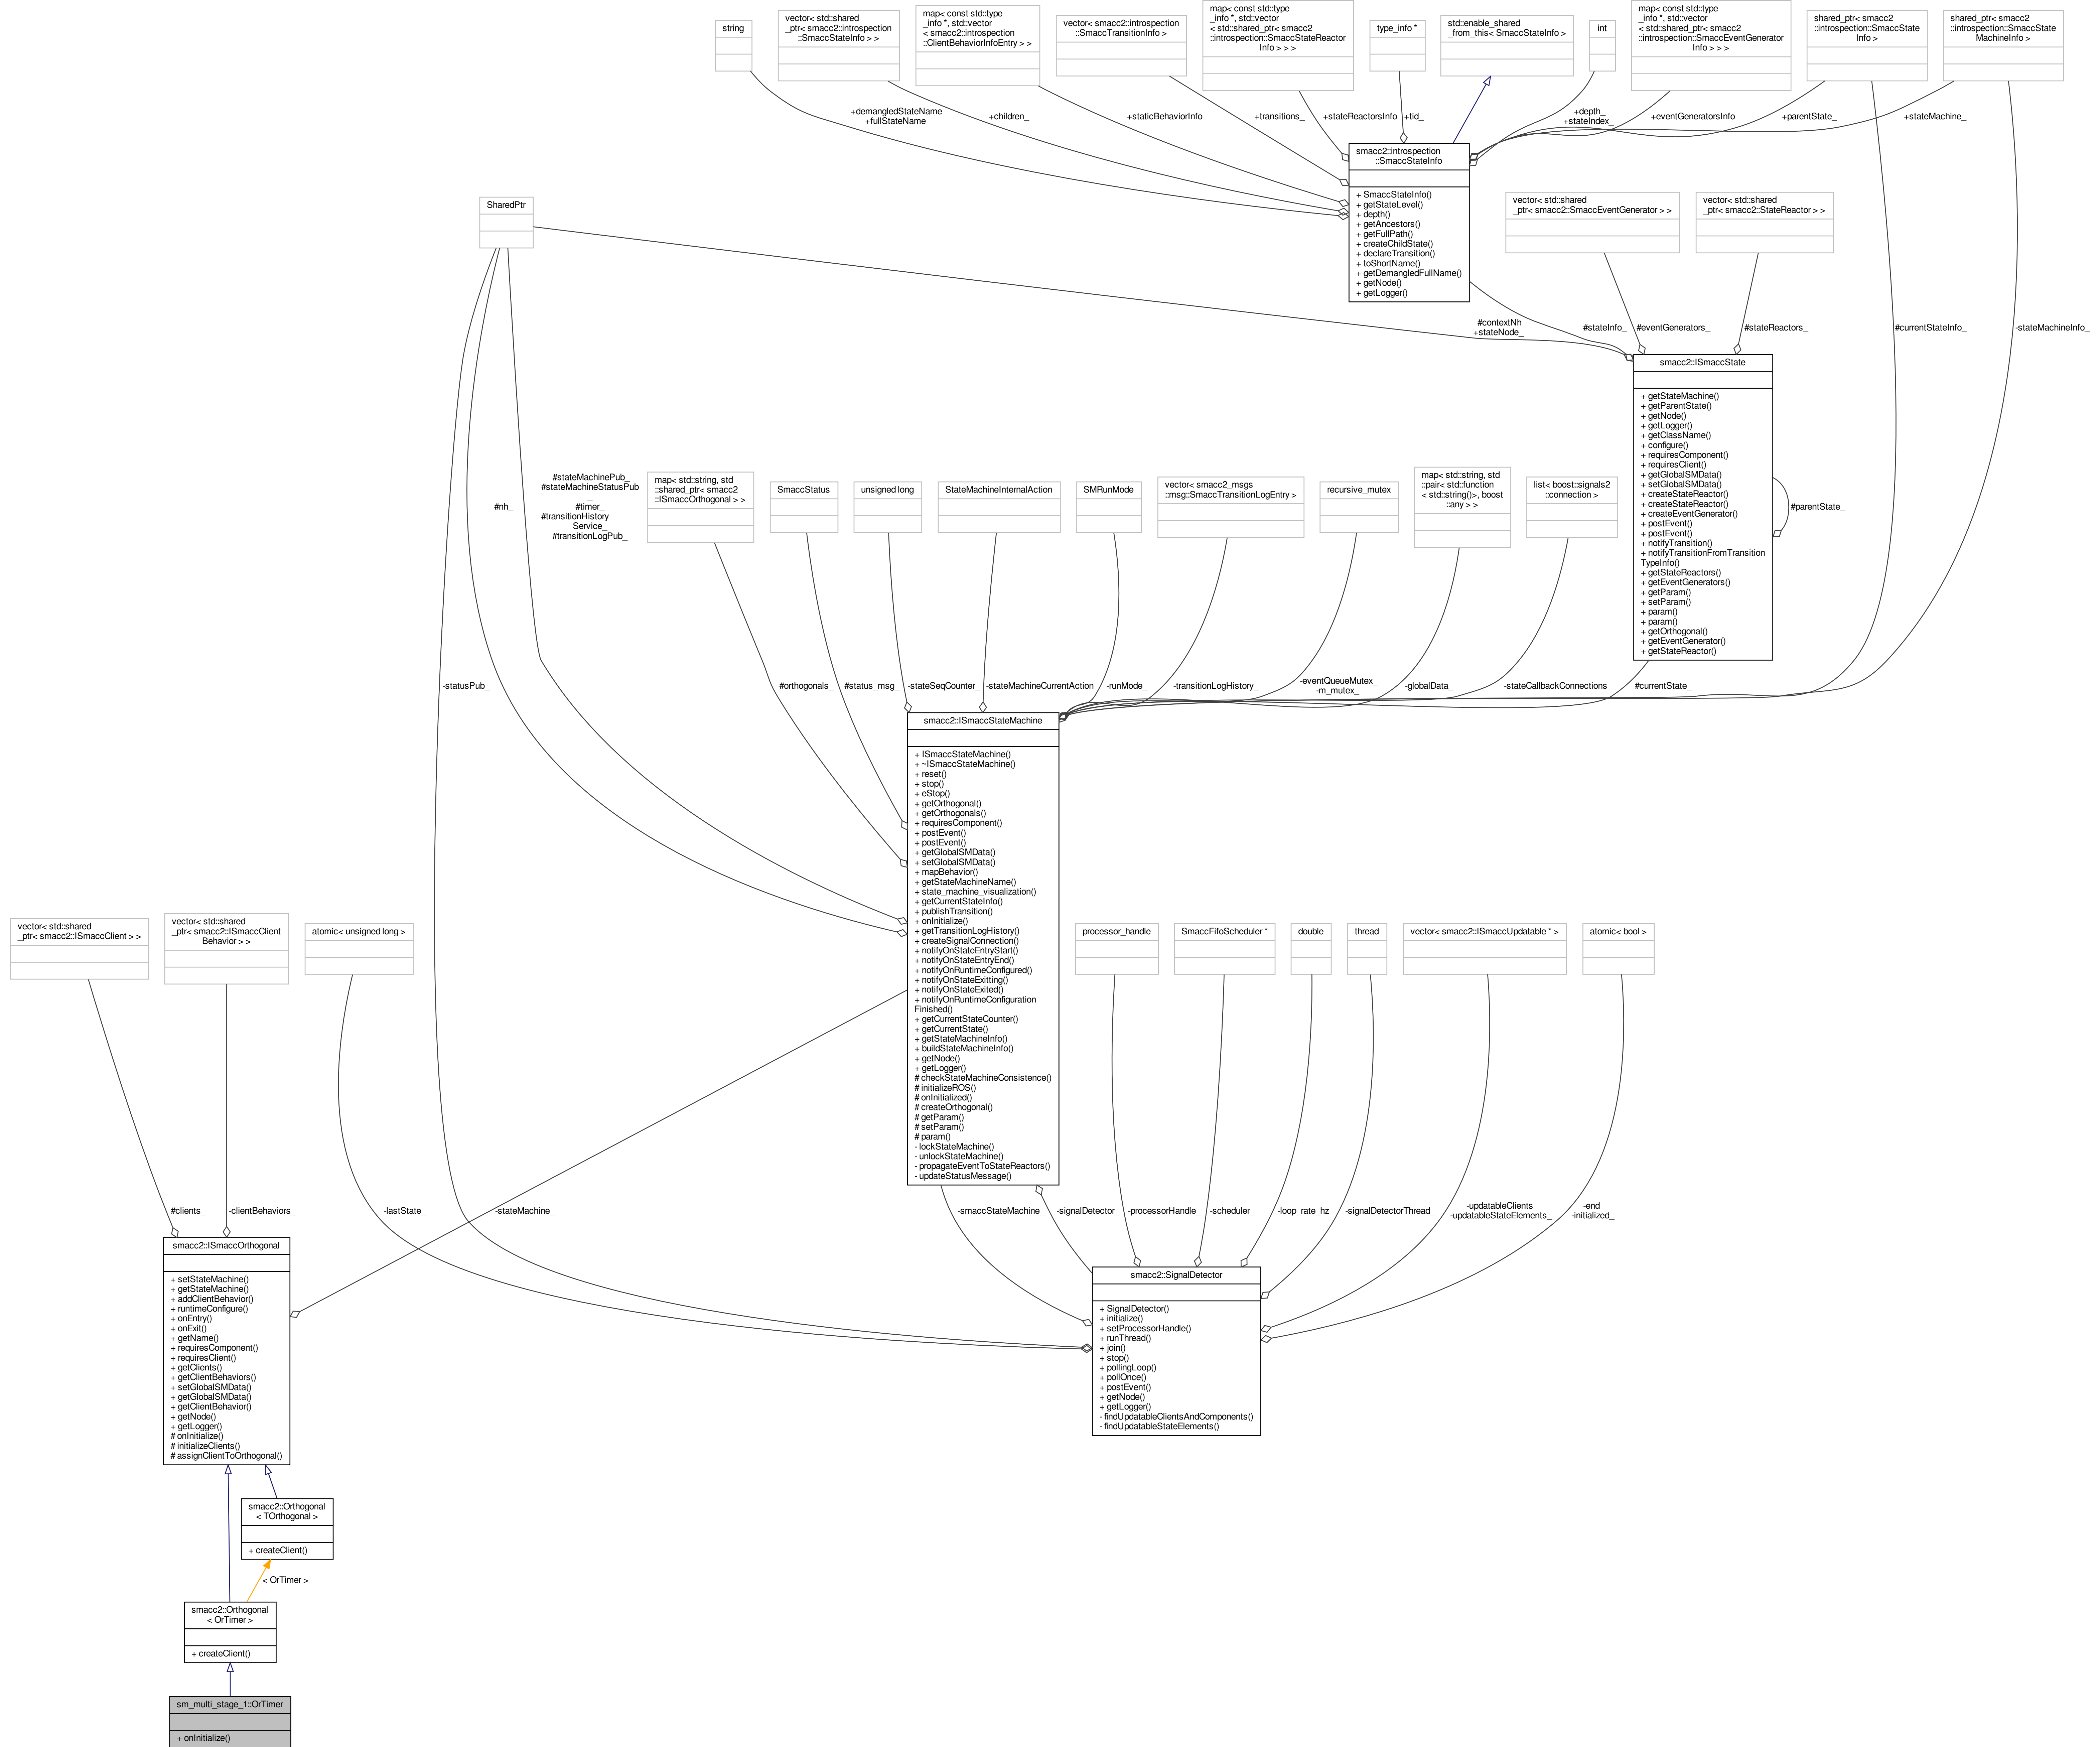 string
vector< std::shared
_ptr< smacc2::introspection
::SmaccStateInfo > >
map< const std::type
_info *, std::vector
< smacc2::introspection
::ClientBehaviorInfoEntry > >
vector< smacc2::introspection
::SmaccTransitionInfo >
map< const std::type
_info *, std::vector
< std::shared_ptr< smacc2
::introspection::SmaccStateReactor
Info > > >
type_info *
std::enable_shared
_from_this< SmaccStateInfo >
int
map< const std::type
_info *, std::vector
< std::shared_ptr< smacc2
::introspection::SmaccEventGenerator
Info > > >
shared_ptr< smacc2
::introspection::SmaccState
Info >
shared_ptr< smacc2
::introspection::SmaccState
MachineInfo >
+demangledStateName
+fullStateName
+children_
+staticBehaviorInfo
+transitions_
+stateReactorsInfo
+tid_
+depth_
+stateIndex_
+eventGeneratorsInfo
+parentState_
+stateMachine_
smacc2::introspection
::SmaccStateInfo
+ SmaccStateInfo()
+ getStateLevel()
+ depth()
+ getAncestors()
+ getFullPath()
+ createChildState()
+ declareTransition()
+ toShortName()
+ getDemangledFullName()
+ getNode()
+ getLogger()
SharedPtr
vector< std::shared
_ptr< smacc2::SmaccEventGenerator > >
vector< std::shared
_ptr< smacc2::StateReactor > >
#contextNh
+stateNode_
#stateInfo_
#eventGenerators_
#stateReactors_
#currentStateInfo_
-stateMachineInfo_
smacc2::ISmaccState
+ getStateMachine()
+ getParentState()
+ getNode()
+ getLogger()
+ getClassName()
+ configure()
+ requiresComponent()
+ requiresClient()
+ getGlobalSMData()
+ setGlobalSMData()
+ createStateReactor()
+ createStateReactor()
+ createEventGenerator()
+ postEvent()
+ postEvent()
+ notifyTransition()
+ notifyTransitionFromTransition
TypeInfo()
+ getStateReactors()
+ getEventGenerators()
+ getParam()
+ setParam()
+ param()
+ param()
+ getOrthogonal()
+ getEventGenerator()
+ getStateReactor()
#parentState_
#nh_
#stateMachinePub_
#stateMachineStatusPub
_
#timer_
#transitionHistory
Service_
#transitionLogPub_
map< std::string, std
::shared_ptr< smacc2
::ISmaccOrthogonal > >
SmaccStatus
unsigned long
StateMachineInternalAction
SMRunMode
vector< smacc2_msgs
::msg::SmaccTransitionLogEntry >
recursive_mutex
map< std::string, std
::pair< std::function
< std::string()>, boost
::any > >
list< boost::signals2
::connection >
-statusPub_
#orthogonals_
#status_msg_
-stateSeqCounter_
-stateMachineCurrentAction
-runMode_
-transitionLogHistory_
-eventQueueMutex_
-m_mutex_
-globalData_
-stateCallbackConnections
#currentState_
smacc2::ISmaccStateMachine
+ ISmaccStateMachine()
+ ~ISmaccStateMachine()
+ reset()
+ stop()
+ eStop()
+ getOrthogonal()
+ getOrthogonals()
+ requiresComponent()
+ postEvent()
+ postEvent()
+ getGlobalSMData()
+ setGlobalSMData()
+ mapBehavior()
+ getStateMachineName()
+ state_machine_visualization()
+ getCurrentStateInfo()
+ publishTransition()
+ onInitialize()
+ getTransitionLogHistory()
+ createSignalConnection()
+ notifyOnStateEntryStart()
+ notifyOnStateEntryEnd()
+ notifyOnRuntimeConfigured()
+ notifyOnStateExitting()
+ notifyOnStateExited()
+ notifyOnRuntimeConfiguration
Finished()
+ getCurrentStateCounter()
+ getCurrentState()
+ getStateMachineInfo()
+ buildStateMachineInfo()
+ getNode()
+ getLogger()
# checkStateMachineConsistence()
# initializeROS()
# onInitialized()
# createOrthogonal()
# getParam()
# setParam()
# param()
- lockStateMachine()
- unlockStateMachine()
- propagateEventToStateReactors()
- updateStatusMessage()
vector< std::shared
_ptr< smacc2::ISmaccClient > >
vector< std::shared
_ptr< smacc2::ISmaccClient
Behavior > >
atomic< unsigned long >
processor_handle
SmaccFifoScheduler *
double
thread
vector< smacc2::ISmaccUpdatable * >
atomic< bool >
#clients_
-clientBehaviors_
-lastState_
-stateMachine_
-smaccStateMachine_
-signalDetector_
-processorHandle_
-scheduler_
-loop_rate_hz
-signalDetectorThread_
-updatableClients_
-updatableStateElements_
-end_
-initialized_
smacc2::ISmaccOrthogonal
+ setStateMachine()
+ getStateMachine()
+ addClientBehavior()
+ runtimeConfigure()
+ onEntry()
+ onExit()
+ getName()
+ requiresComponent()
+ requiresClient()
+ getClients()
+ getClientBehaviors()
+ setGlobalSMData()
+ getGlobalSMData()
+ getClientBehavior()
+ getNode()
+ getLogger()
# onInitialize()
# initializeClients()
# assignClientToOrthogonal()
smacc2::SignalDetector
+ SignalDetector()
+ initialize()
+ setProcessorHandle()
+ runThread()
+ join()
+ stop()
+ pollingLoop()
+ pollOnce()
+ postEvent()
+ getNode()
+ getLogger()
- findUpdatableClientsAndComponents()
- findUpdatableStateElements()
smacc2::Orthogonal
< TOrthogonal >
+ createClient()
< OrTimer >
smacc2::Orthogonal
< OrTimer >
+ createClient()
sm_multi_stage_1::OrTimer
+ onInitialize()